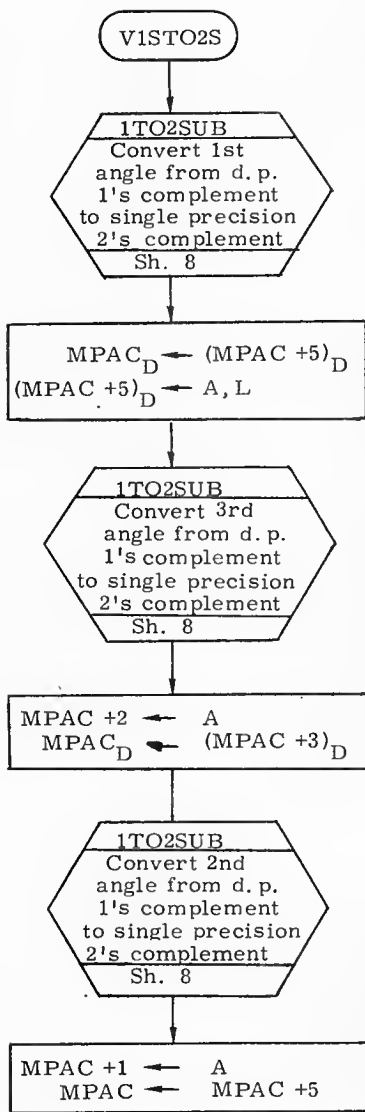 V1STO2S
1TO2SUB
Convert 1st
angle from d.p.
1's complement
to single precision
2's complement
Sh. 8
MPAC_D ← (MPAC +5)_D
(MPAC +5)_D ← A, L
1TO2SUB
Convert 3rd
angle from d.p.
1's complement
to single precision
2's complement
Sh. 8
MPAC +2 ← A
MPAC_D ← (MPAC +3)_D
1TO2SUB
Convert 2nd
angle from d.p.
1's complement
to single precision
2's complement
Sh. 8
MPAC +1 ← A
MPAC ← MPAC +5